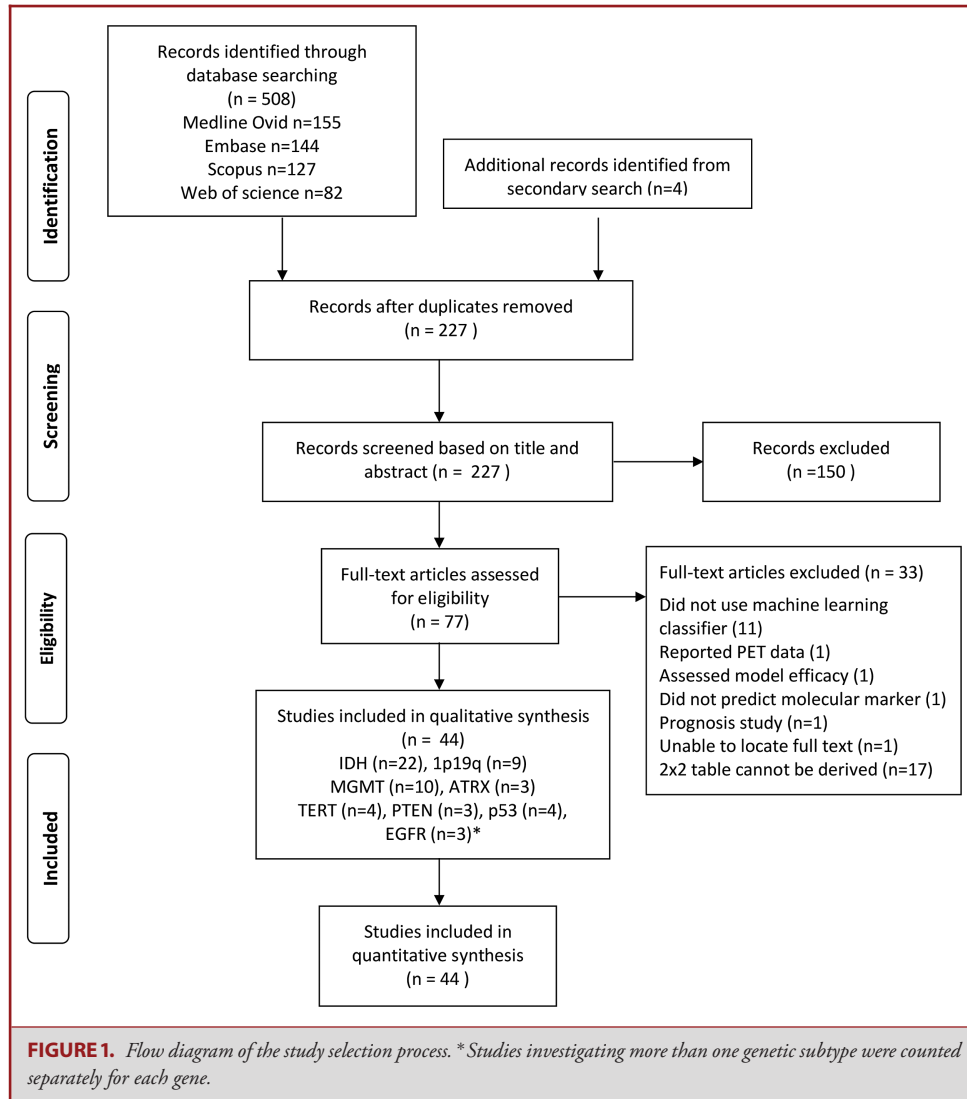 Records identified through
database searching
(n = 508)
Medline Ovid n=155
Embase n=144
Scopus n=127
Web of science n=82
Additional records identified from
secondary search (n=4)
Identification
Records after duplicates removed
(n = 227 )
Screening
Records screened based on title and
abstract (n = 227 )
Records excluded
(n =150 )
Eligibility
Full-text articles assessed
for eligibility
(n = 77)
Full-text articles excluded (n = 33)
Did not use machine learning
classifier (11)
Reported PET data (1)
Assessed model efficacy (1)
Did not predict molecular marker (1)
Prognosis study (n=1)
Unable to locate full text (n=1)
2x2 table cannot be derived (n=17)
Studies included in qualitative synthesis
(n = 44)
IDH (n=22), 1p19q (n=9)
MGMT (n=10), ATRX (n=3)
TERT (n=4), PTEN (n=3), p53 (n=4),
EGFR (n=3)*
Included
Studies included in
quantitative synthesis
(n = 44 )
FIGURE 1. Flow diagram of the study selection process. * Studies investigating more than one genetic subtype were counted
separately for each gene.